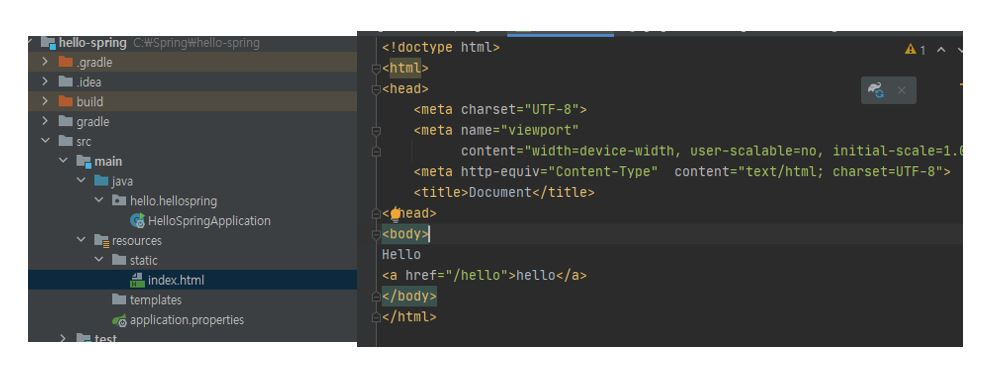 hello-spring C:₩Spring₩hello-spring
.gradle
.idea
build
gradle
src
main
java
hello.hellospring
HelloSpringApplication
resources
static
index.html
templates
application.properties
test
1
<!doctype html>
<html>
<head>
<meta charset="UTF-8">
<meta name="viewport"
content="width=device-width, user-scalable=no, initial-scale=1.0
<meta http-equiv="Content-Type"  content="text/html; charset=UTF-8">
<title>Document</title>
</head>
<body>
Hello
<a href="/hello">hello</a>
</body>
</html>